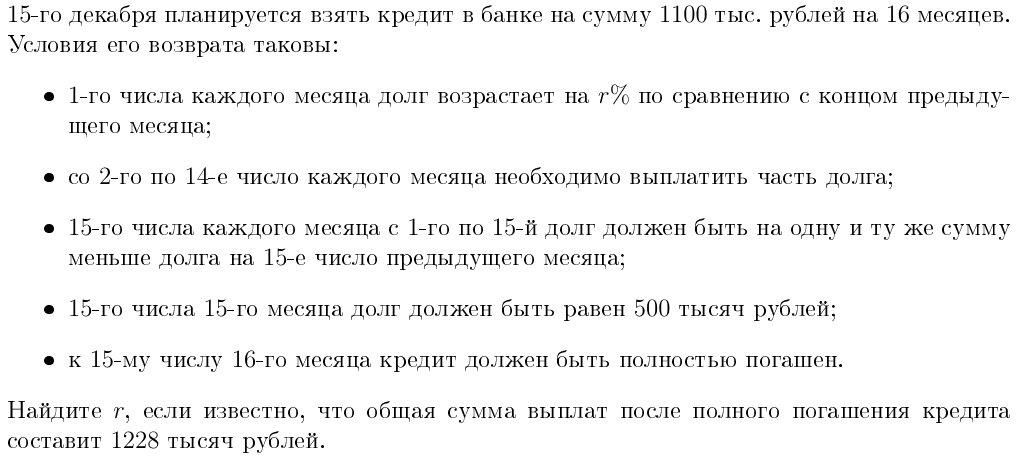 15-го декабря планируется взять кредит в банке на сумму 1100 тыс. рублей на 16 месяцев.
Условия его возврата таковы:
• 1-го числа каждого месяца долг возрастает на r% по сравнению с концом предыду-
щего месяца;
• со 2-го по 14-е число каждого месяца необходимо выплатить часть долга;
• 15-го числа каждого месяца с 1-го по 15-й долг должен быть на одну и ту же сумму
меньше долга на 15-е число предыдущего месяца;
• 15-го числа 15-го месяца долг должен быть равен 500 тысяч рублей;
• к 15-му числу 16-го месяца кредит должен быть полностью погашен.
Найдите r, если известно, что общая сумма выплат после полного погашения кредита
составит 1228 тысяч рублей.